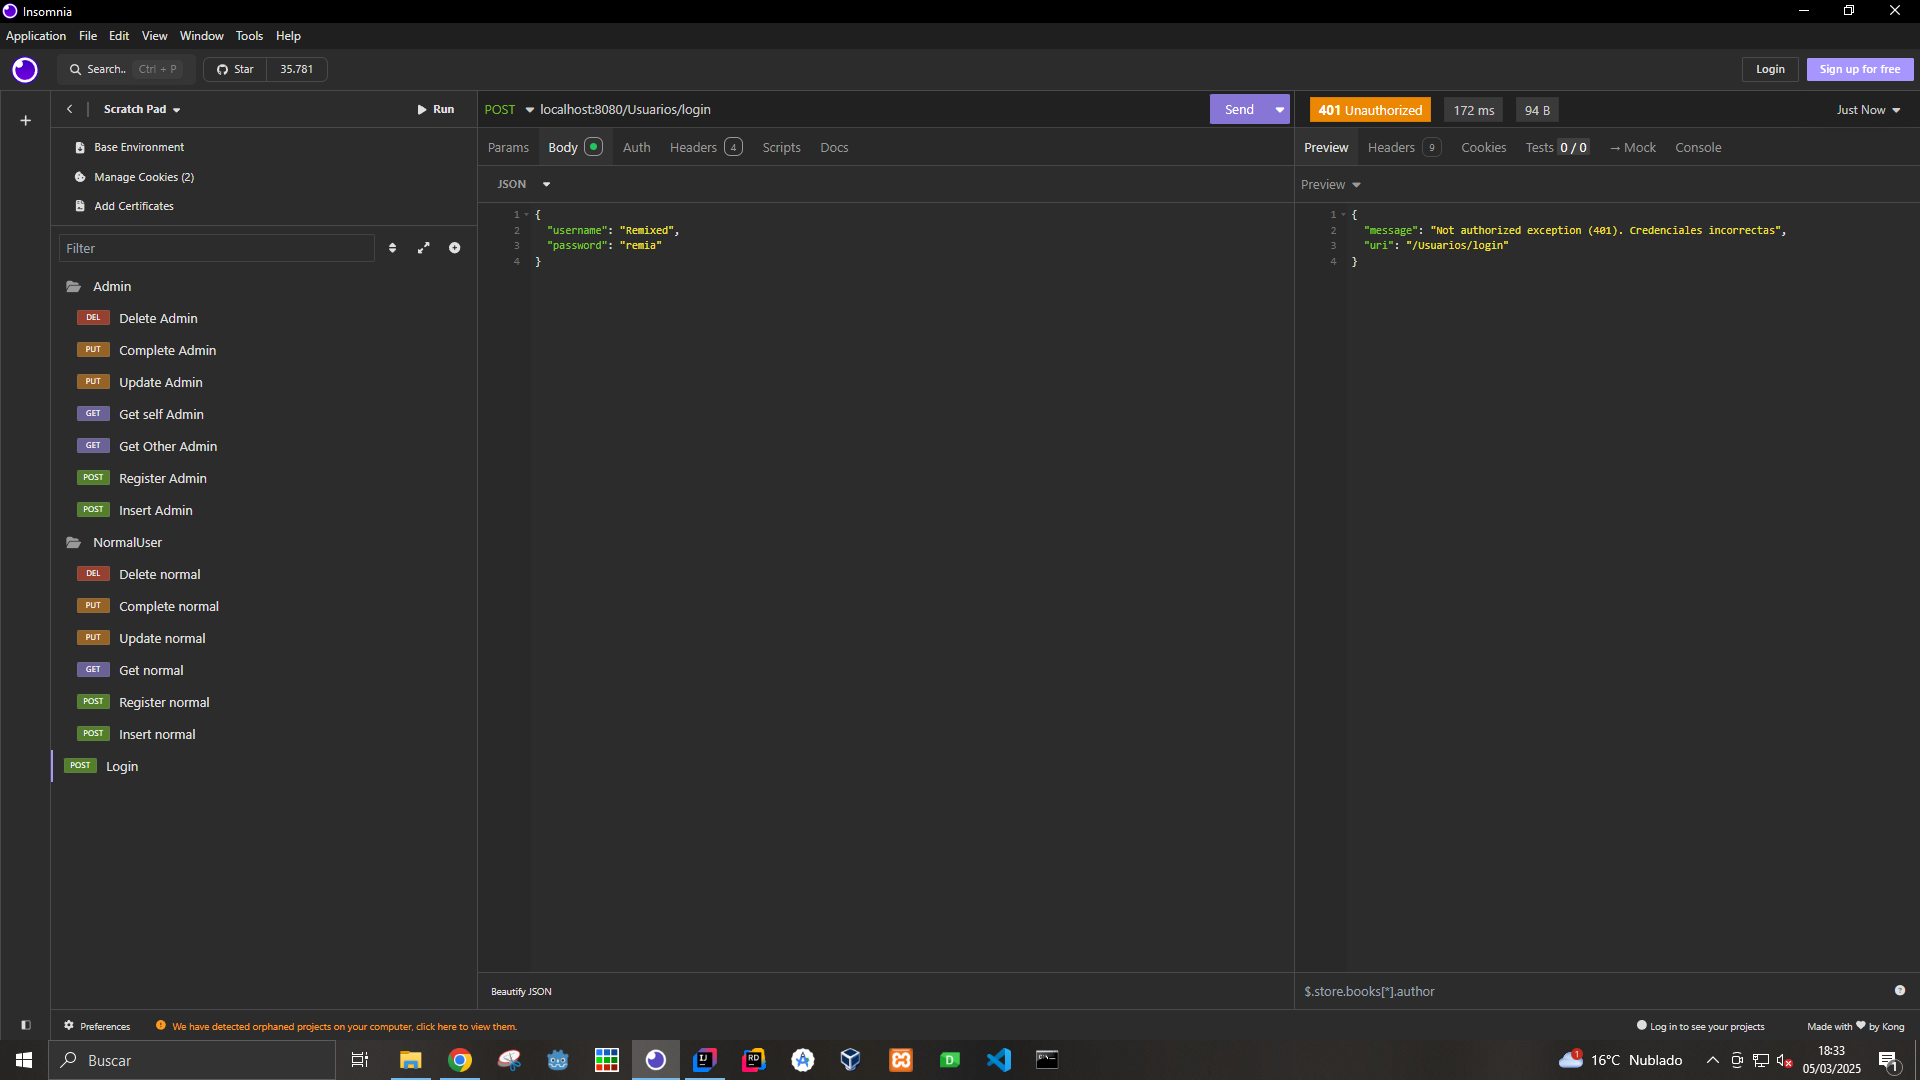 Insomnia
Application File Edit View Window Tools Help
Search.. Ctrl + P Star 35.781 Login Sign up for free
Scratch Pad Run
POST localhost:8080/Usuarios/login Send
401 Unauthorized 172 ms 94 B Just Now
Base Environment
Manage Cookies (2)
Add Certificates
Filter
Admin
DEL Delete Admin
PUT Complete Admin
PUT Update Admin
GET Get self Admin
GET Get Other Admin
POST Register Admin
POST Insert Admin
NormalUser
DEL Delete normal
PUT Complete normal
PUT Update normal
GET Get normal
POST Register normal
POST Insert normal
POST Login
Params Body Auth Headers 4 Scripts Docs
JSON
1 {
2 "username": "Remixed",
3 "password": "remia"
4 }
Beautify JSON
Preview Headers 9 Cookies Tests 0 / 0 → Mock Console
Preview
1 {
2 "message": "Not authorized exception (401). Credenciales incorrectas",
3 "uri": "/Usuarios/login"
4 }
$.store.books[*].author
Preferences We have detected orphaned projects on your computer, click here to view them.
Log in to see your projects Made with ♥ by Kong
Buscar
1 16°C Nublado
18:33
05/03/2025
1